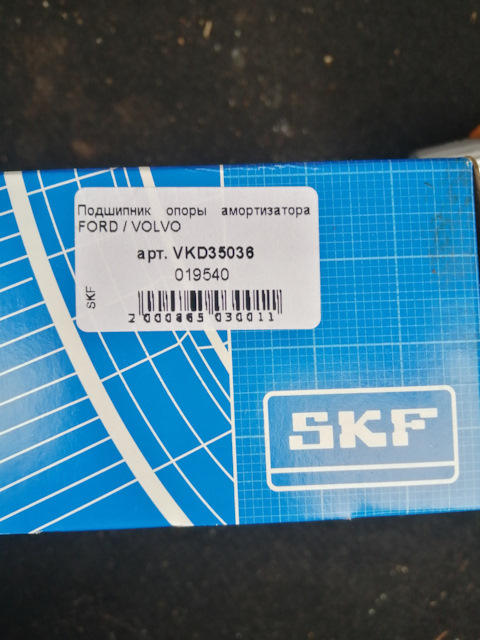 Подшипник опоры амортизатора
FORD / VOLVO
арт. VKD35036
019540
SKF
2 000865 030011
SKF